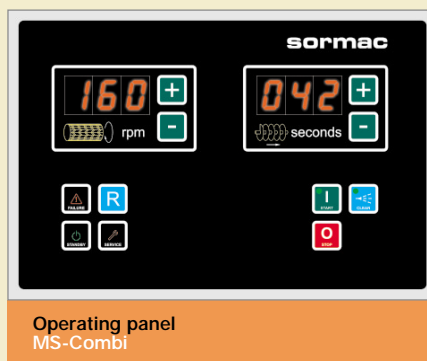 sormac
160 + 042 +
rpm - seconds -
FAILURE R START CLEAN
STANDBY SERVICE O STOP
Operating panel
MS-Combi